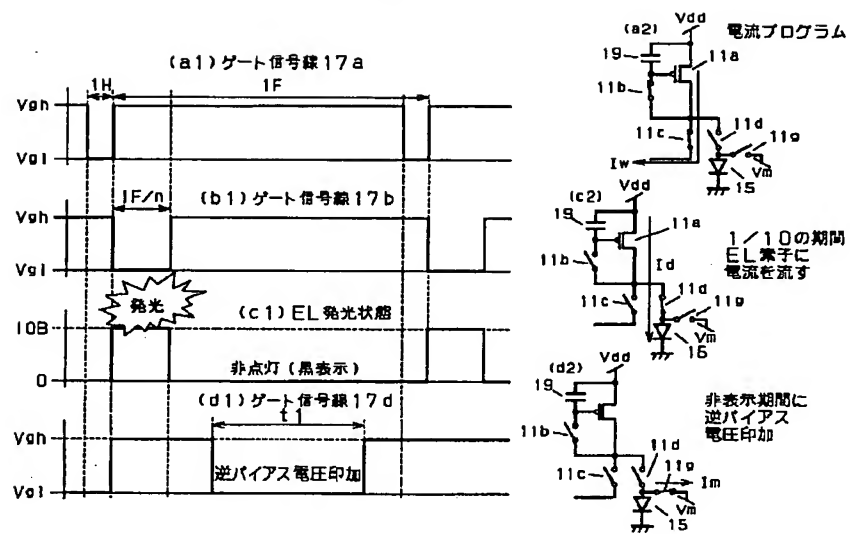 (a1)ゲート信号線17a
1H
1F
Vgh
Vgl
1F/n
(b1)ゲート信号線17b
Vgh
Vgl
発光
(c1)EL発光状態
10B
0
非点灯(黒表示)
(d1)ゲート信号線17d
t1
Vgh
Vgl
逆バイアス電圧印加
(a2)
Vdd
電流プログラム
19
11a
11b
11c
11d
11g
Iw
Vm
15
(c2)
Vdd
19
11a
11b
Id
11d
11c
11g
Vm
15
1/10の期間
EL素子に
電流を流す
(d2)
Vdd
19
11b
11c
11d
11g
Im
Vm
15
非表示期間に
逆バイアス
電圧印加